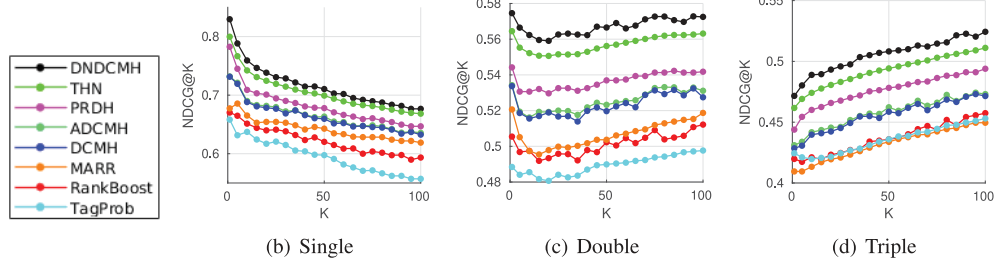 DNDCMH
THN
PRDH
ADCMH
DCMH
MARR
RankBoost
TagProb
NDCG@K
0.8
0.7
0.6
0 50 100
K
(b) Single
NDCG@K
0.58
0.56
0.54
0.52
0.5
0.48
0 50 100
K
(c) Double
NDCG@K
0.55
0.5
0.45
0.4
0 50 100
K
(d) Triple